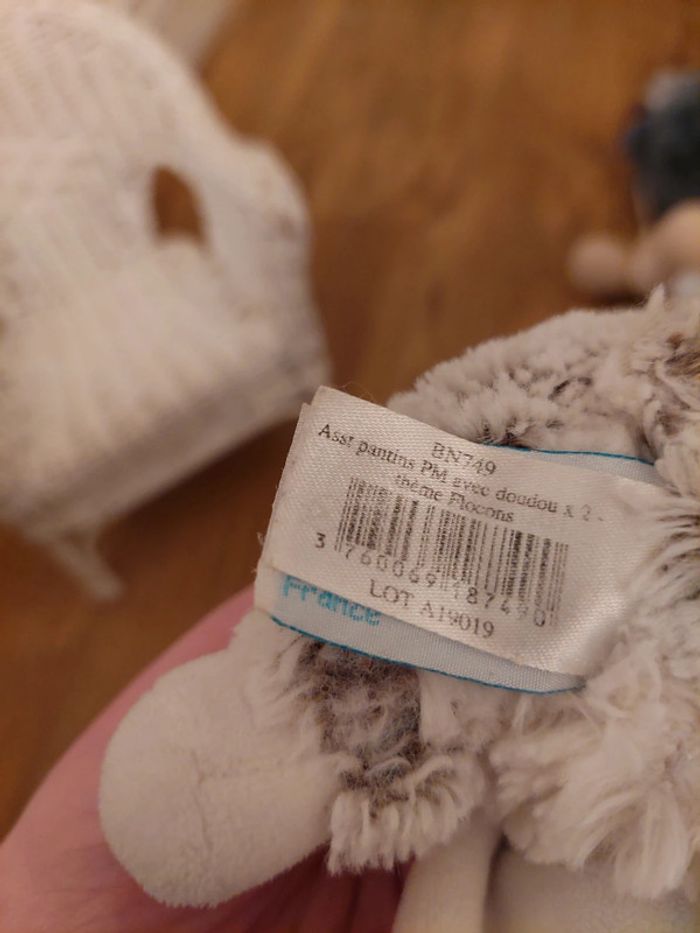 BN749
Asst pantins PM avec doudou x 2 -
thème Flocons
3 760069 187490
LOT A19019
France